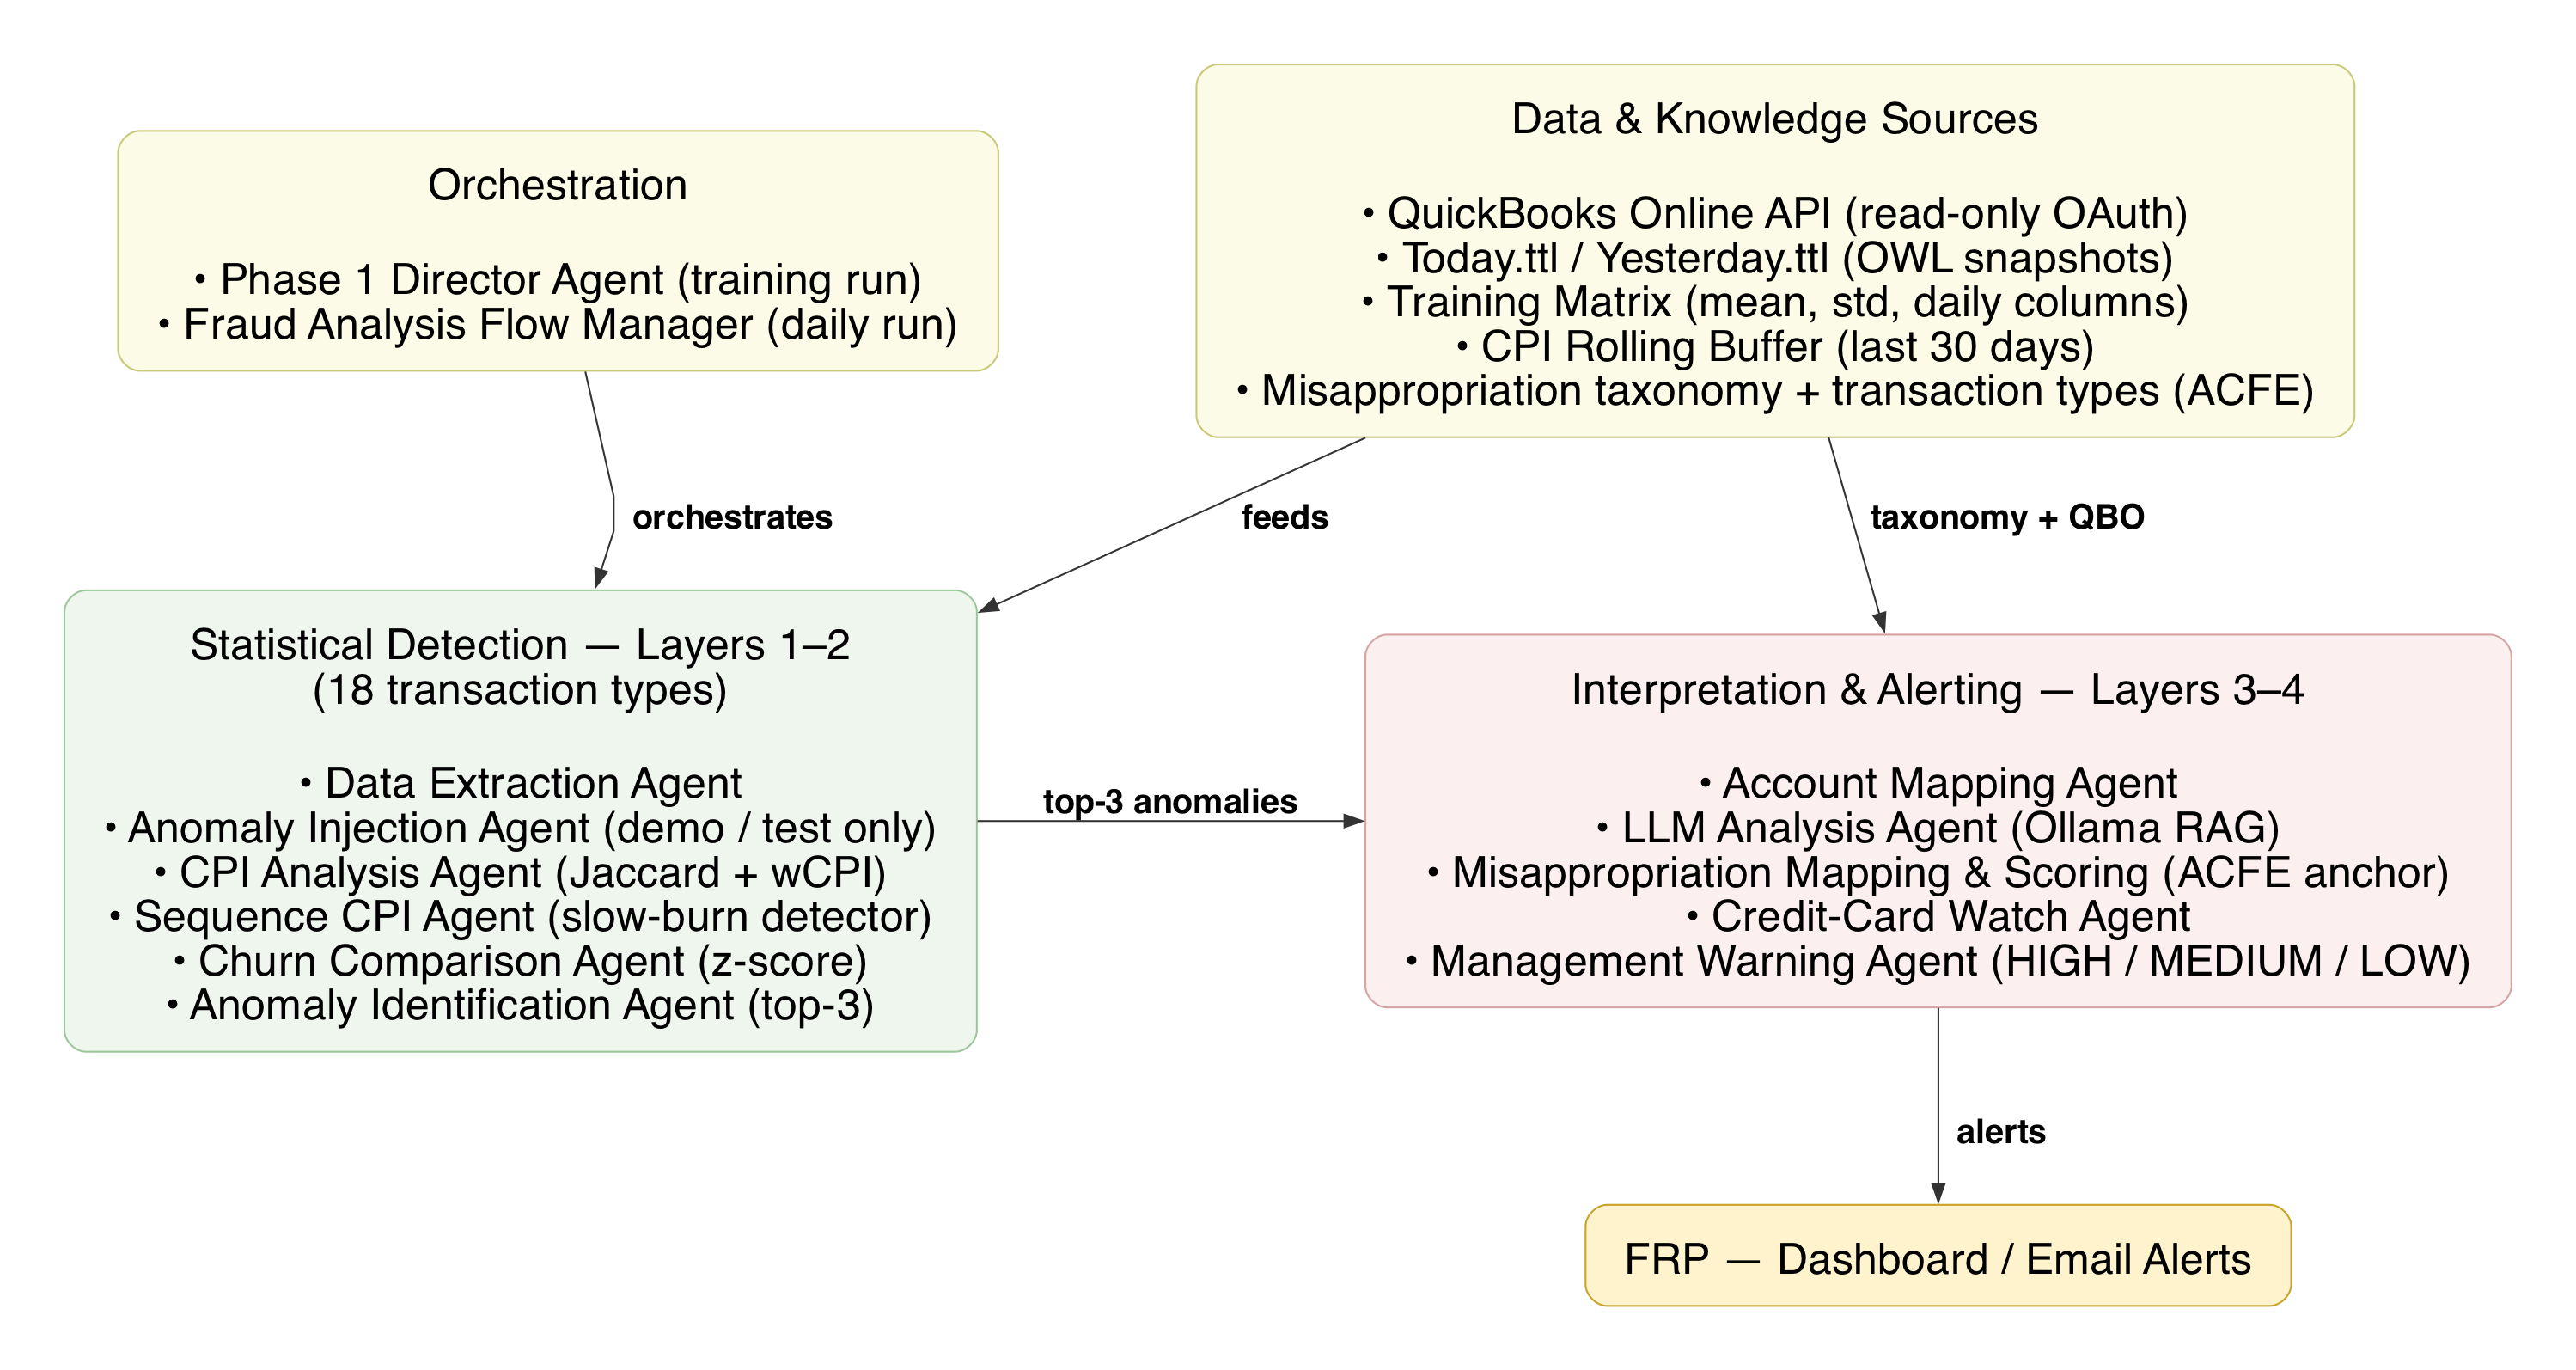 Orchestration
• Phase 1 Director Agent (training run)
• Fraud Analysis Flow Manager (daily run)
Data & Knowledge Sources
• QuickBooks Online API (read-only OAuth)
• Today.ttl / Yesterday.ttl (OWL snapshots)
• Training Matrix (mean, std, daily columns)
• CPI Rolling Buffer (last 30 days)
• Misappropriation taxonomy + transaction types (ACFE)
orchestrates
feeds
taxonomy + QBO
Statistical Detection — Layers 1–2
(18 transaction types)
• Data Extraction Agent
• Anomaly Injection Agent (demo / test only)
• CPI Analysis Agent (Jaccard + wCPI)
• Sequence CPI Agent (slow-burn detector)
• Churn Comparison Agent (z-score)
• Anomaly Identification Agent (top-3)
top-3 anomalies
Interpretation & Alerting — Layers 3–4
• Account Mapping Agent
• LLM Analysis Agent (Ollama RAG)
• Misappropriation Mapping & Scoring (ACFE anchor)
• Credit-Card Watch Agent
• Management Warning Agent (HIGH / MEDIUM / LOW)
alerts
FRP — Dashboard / Email Alerts